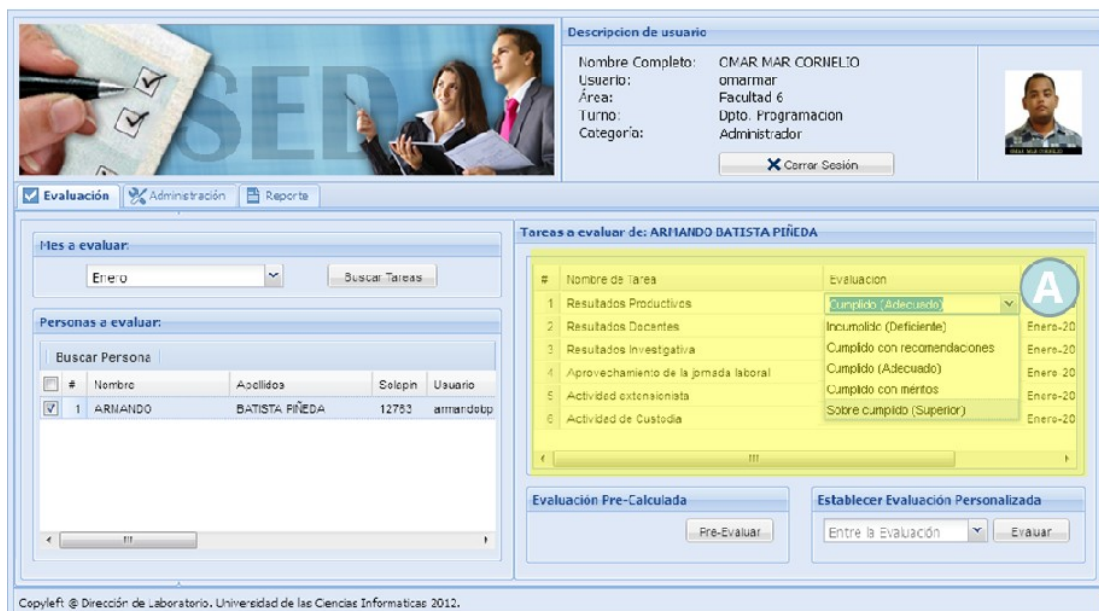 SED
Descripcion de usuario
Nombre Completo: OMAR MAR CORNELIO
Usuario: omarmar
Área: Facultad 6
Turno: Dpto. Programacion
Categoría: Administrador
Cerrar Sesión
OMAR MAR CORNELIO
Evaluación Administración Reporte
Mes a evaluar:
Enero Buscar Tareas
Personas a evaluar:
Buscar Persona
# Nombre Apellidos Solapin Usuario
1 ARMANDO BATISTA PIÑEDA 12763 armandobp
Tareas a evaluar de: ARMANDO BATISTA PIÑEDA
# Nombre de Tarea Evaluacion
A
1 Resultados Productivos Cumplido (Adecuado)
2 Resultados Docentes Enero-20
3 Resultados Investigativa Enero-20
4 Aprovechamiento de la jornada laboral Enero-20
5 Actividad extensionista Enero-20
6 Actividad de Custodia Enero-20
Incumplido (Deficiente)
Cumplido con recomendaciones
Cumplido (Adecuado)
Cumplido con méritos
Sobre cumplido (Superior)
Evaluación Pre-Calculada
Pre-Evaluar
Establecer Evaluación Personalizada
Entre la Evaluación Evaluar
Copyleft @ Dirección de Laboratorio. Universidad de las Ciencias Informaticas 2012.